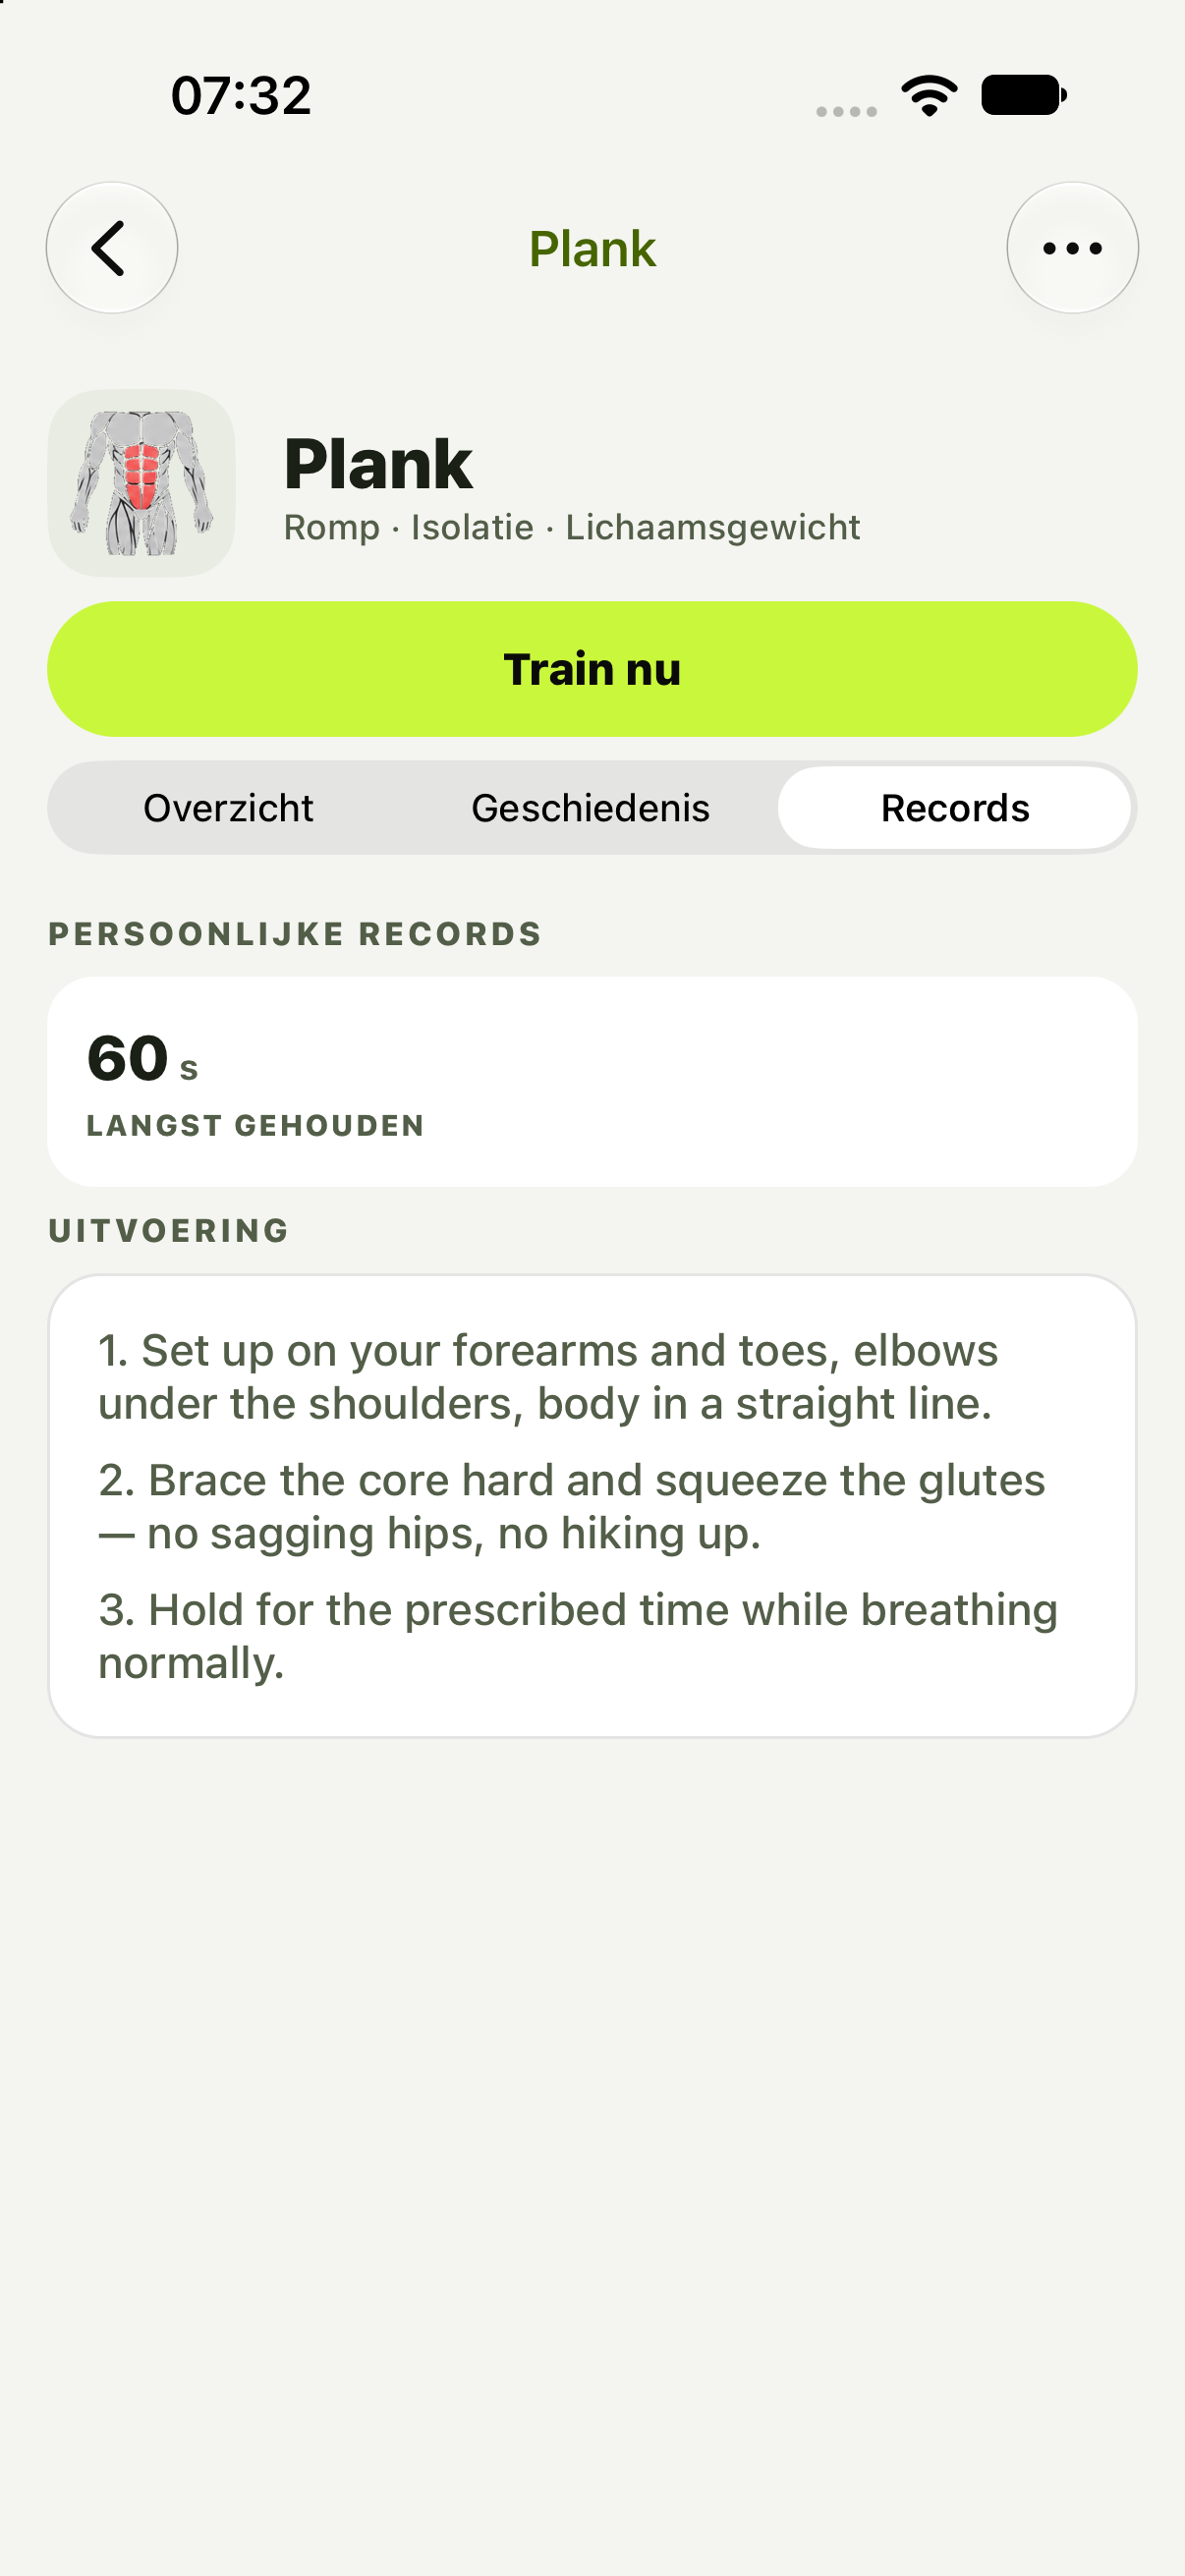 07:32
Plank
Plank
Romp · Isolatie · Lichaamsgewicht
Train nu
Overzicht
Geschiedenis
Records
PERSOONLIJKE RECORDS
60 s
LANGST GEHOUDEN
UITVOERING
1. Set up on your forearms and toes, elbows
under the shoulders, body in a straight line.
2. Brace the core hard and squeeze the glutes
— no sagging hips, no hiking up.
3. Hold for the prescribed time while breathing
normally.